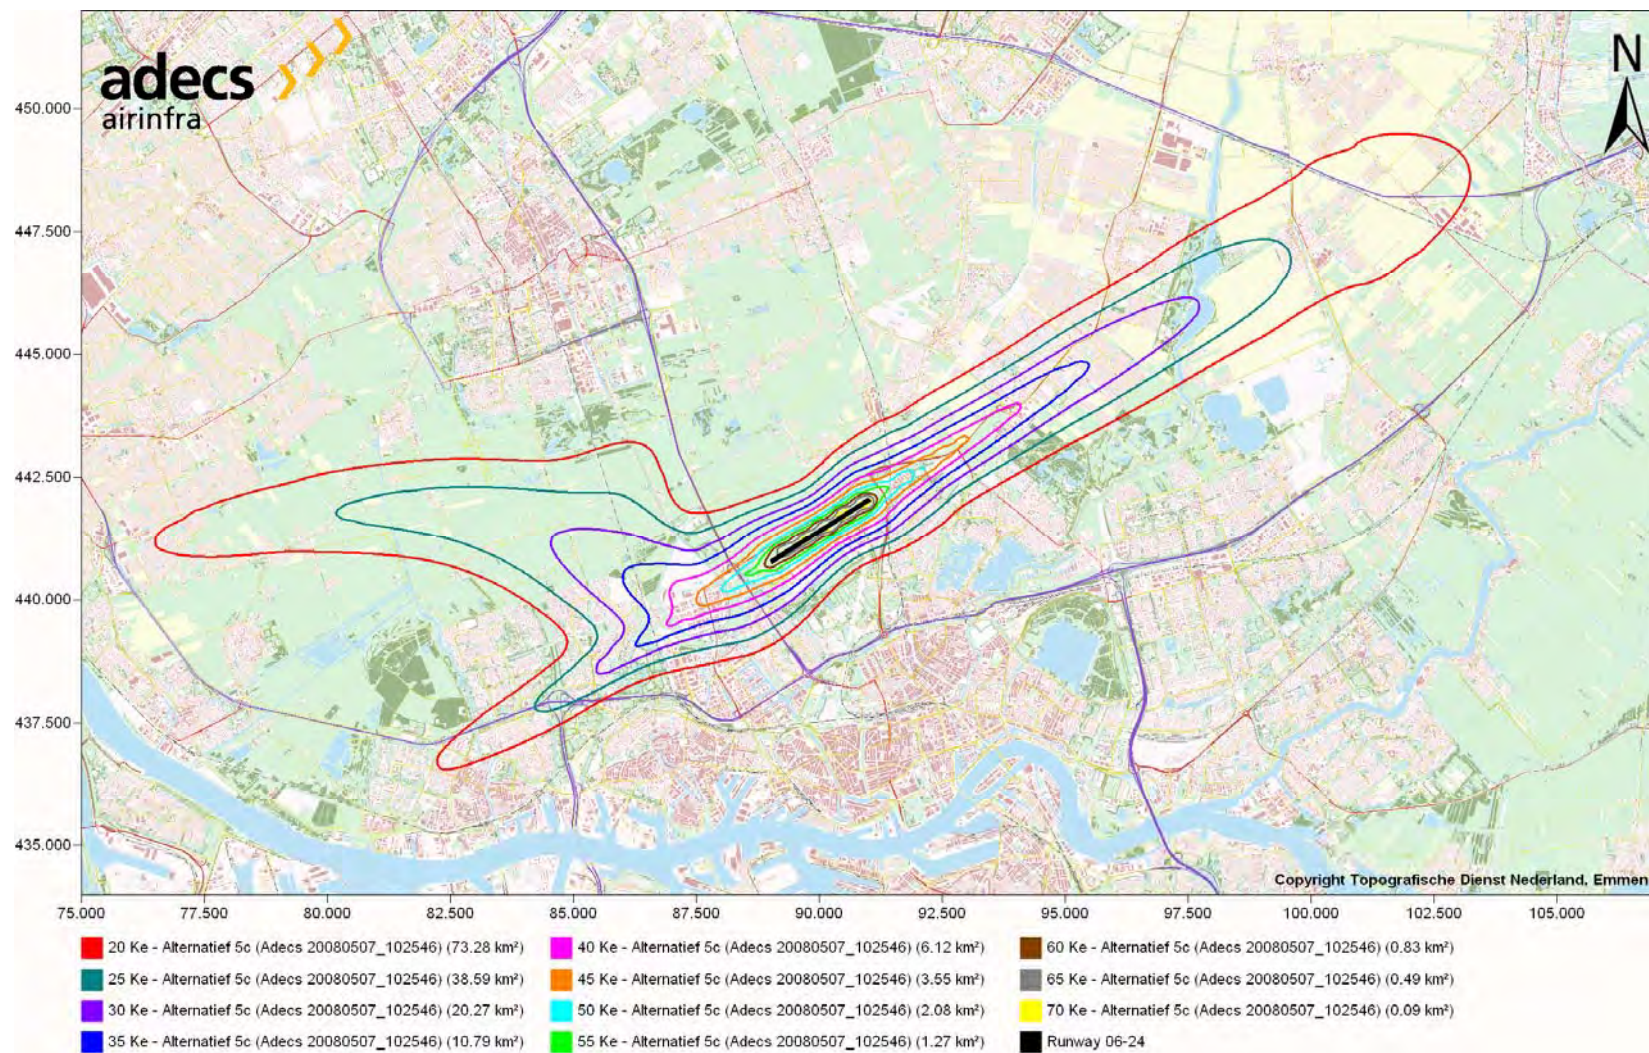 adecs
airinfra
N
450.000
447.500
445.000
442.500
440.000
437.500
435.000
Copyright Topografische Dienst Nederland, Emmen
75.000 77.500 80.000 82.500 85.000 87.500 90.000 92.500 95.000 97.500 100.000 102.500 105.000
20 Ke - Alternatief 5c (Adecs 20080507_102546) (73.28 km²)
25 Ke - Alternatief 5c (Adecs 20080507_102546) (38.59 km²)
30 Ke - Alternatief 5c (Adecs 20080507_102546) (20.27 km²)
35 Ke - Alternatief 5c (Adecs 20080507_102546) (10.79 km²)
40 Ke - Alternatief 5c (Adecs 20080507_102546) (6.12 km²)
45 Ke - Alternatief 5c (Adecs 20080507_102546) (3.55 km²)
50 Ke - Alternatief 5c (Adecs 20080507_102546) (2.08 km²)
55 Ke - Alternatief 5c (Adecs 20080507_102546) (1.27 km²)
60 Ke - Alternatief 5c (Adecs 20080507_102546) (0.83 km²)
65 Ke - Alternatief 5c (Adecs 20080507_102546) (0.49 km²)
70 Ke - Alternatief 5c (Adecs 20080507_102546) (0.09 km²)
Runway 06-24